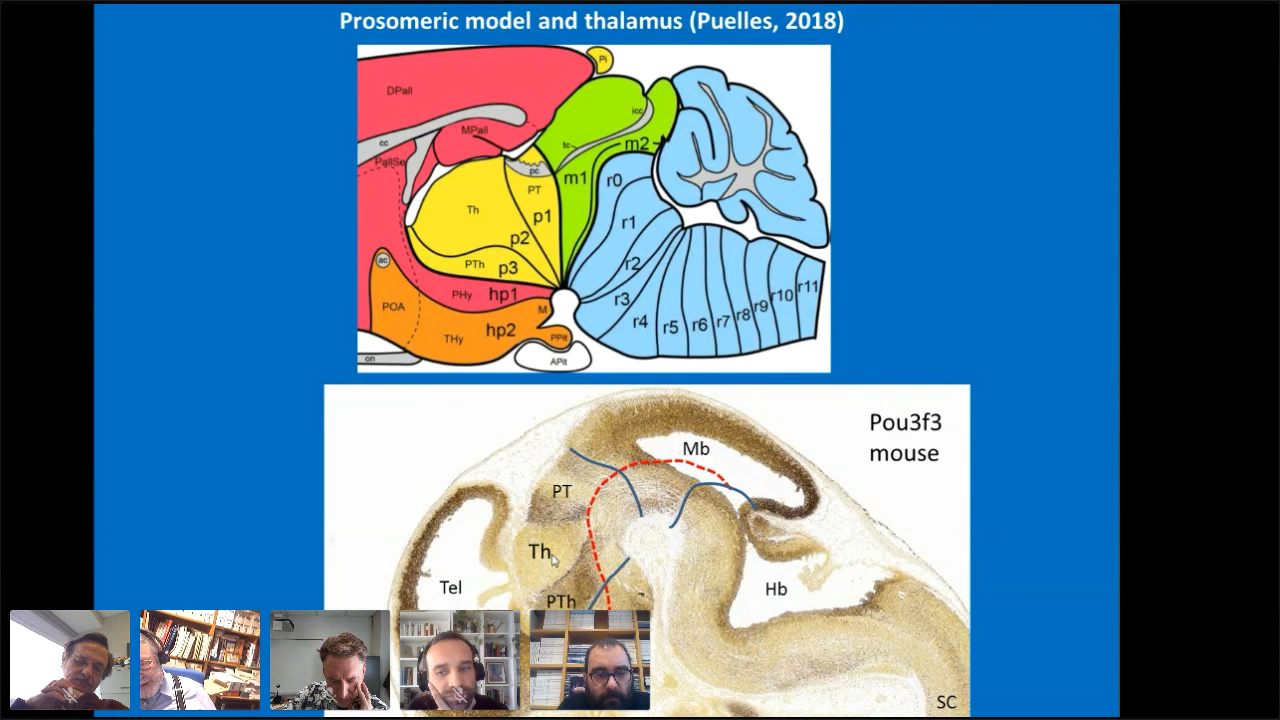 Prosomeric model and thalamus (Puelles, 2018)
Pi
DPall
icc
MPall
cc
tc
m2
PallSe
pc
m1
r0
PT
Th
p1
r1
p2
ac
PTh
p3
r2
PHy
hp1
r3
r11
r10
r9
r8
r7
r6
r5
r4
POA
M
hp2
THy
PPit
on
APit
Pou3f3
mouse
Mb
PT
Th
Tel
Hb
PTh
SC